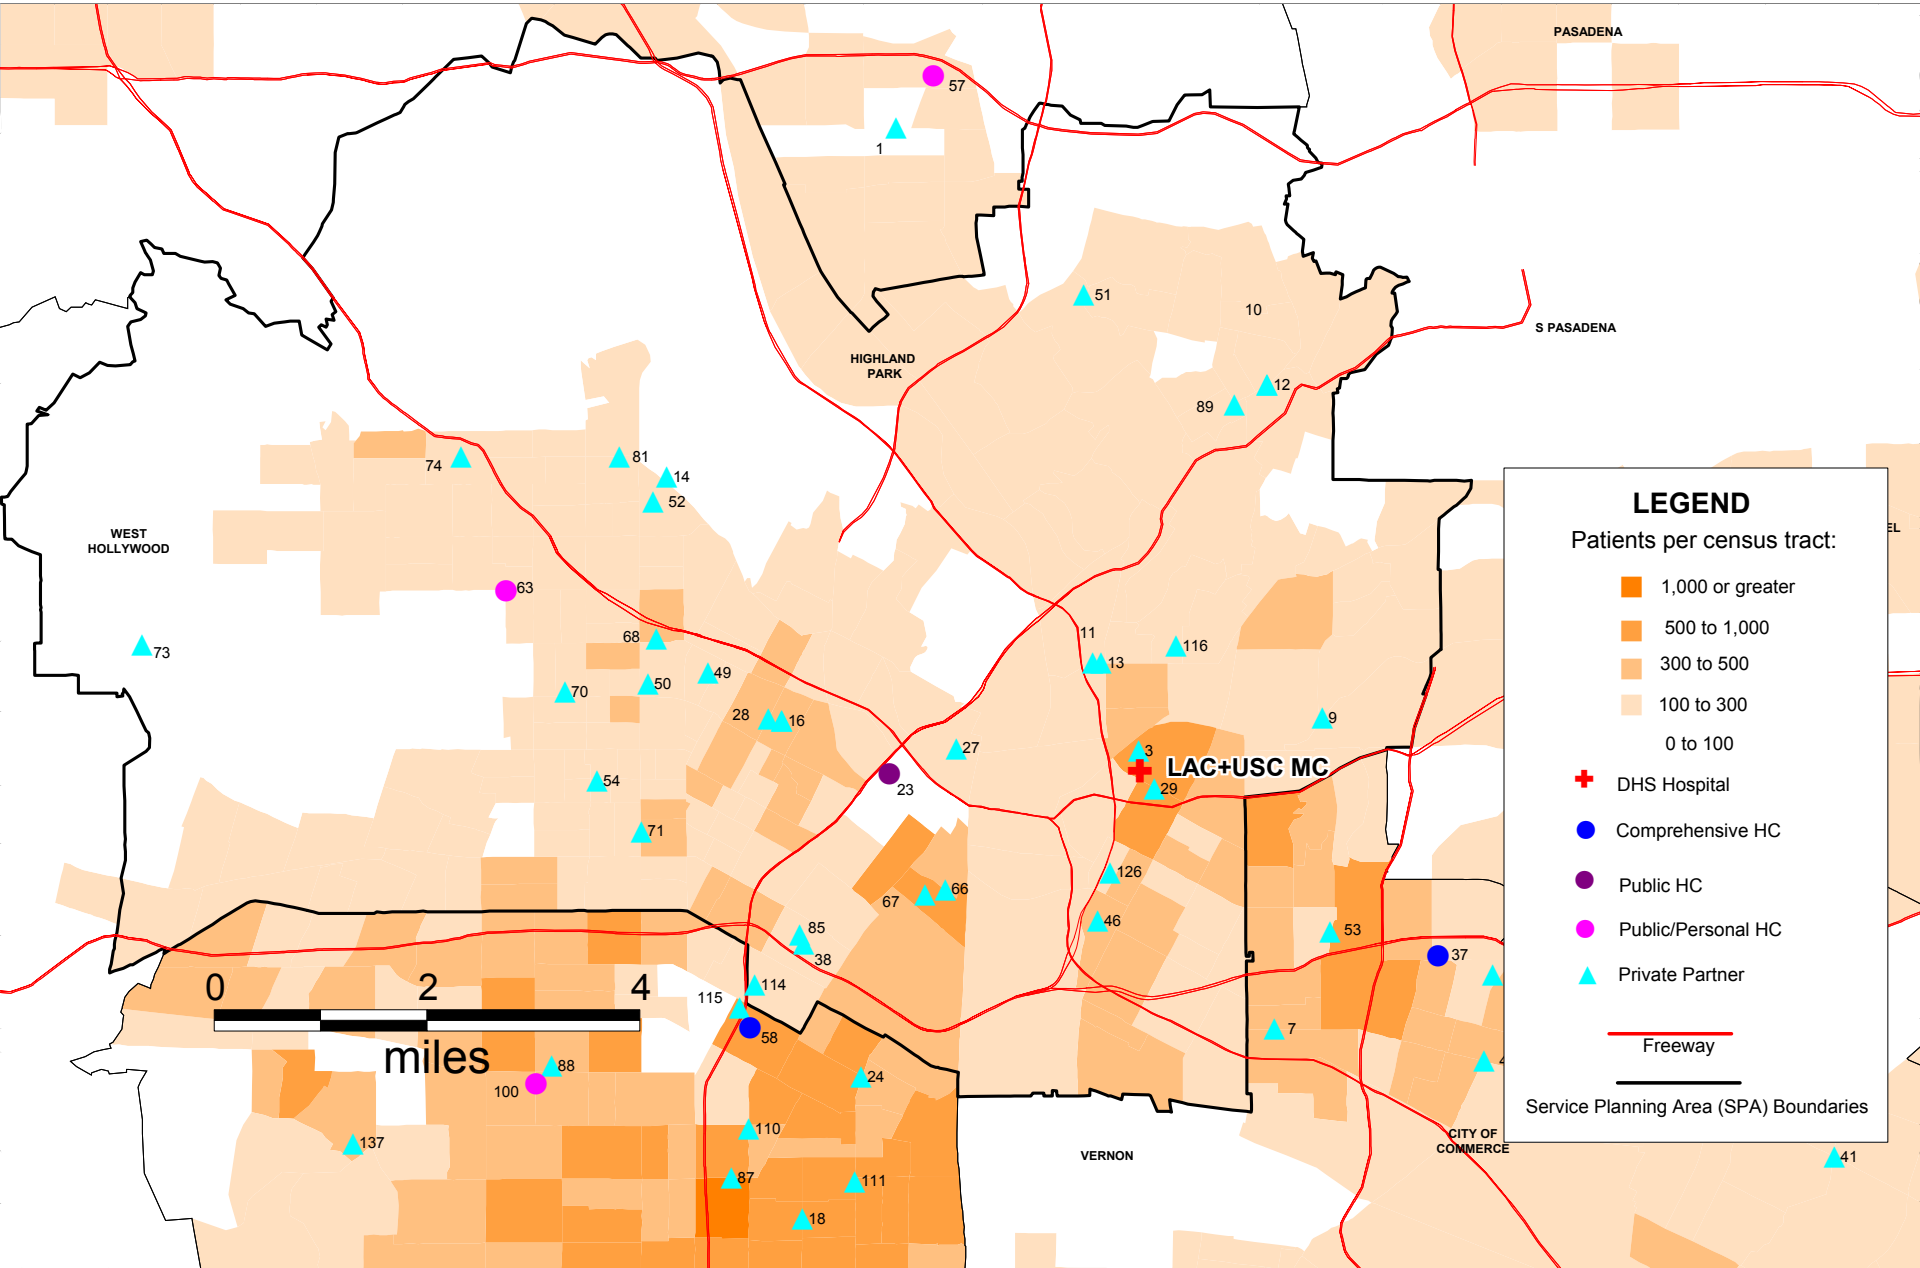 PASADENA
57
1
51
10
S PASADENA
HIGHLAND
PARK
12
89
74
81
14
52
WEST
HOLLYWOOD
EL
LEGEND
Patients per census tract:
1,000 or greater
500 to 1,000
300 to 500
100 to 300
0 to 100
DHS Hospital
Comprehensive HC
Public HC
Public/Personal HC
Private Partner
Freeway
Service Planning Area (SPA) Boundaries
63
68
11
13
116
73
49
50
70
28
16
9
27
3
LAC+USC MC
29
23
54
71
126
66
67
46
85
38
53
37
114
115
0
2
4
miles
58
7
4
88
100
24
110
137
CITY OF
COMMERCE
VERNON
41
87
111
18